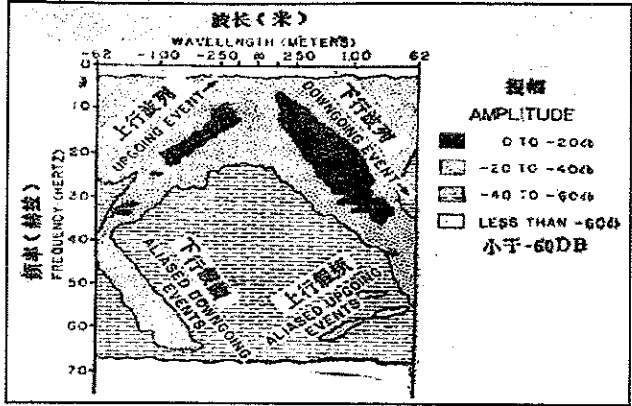 波长(米)
WAVELENGTH (METERS)
-62 -100 -250 ∞ 250 100 62
0
10
20
30
40
50
60
70
频率(赫兹)
FREQUENCY (HERTZ)
上行波列
UPGOING EVENT
下行波列
DOWNGOING EVENT
下行假频
ALIASED DOWNGOING
EVENTS
上行假频
ALIASED UPGOING
EVENTS
振幅
AMPLITUDE
0 TO -20db
-20 TO -40db
-40 TO -60db
LESS THAN -60db
小于-60DB